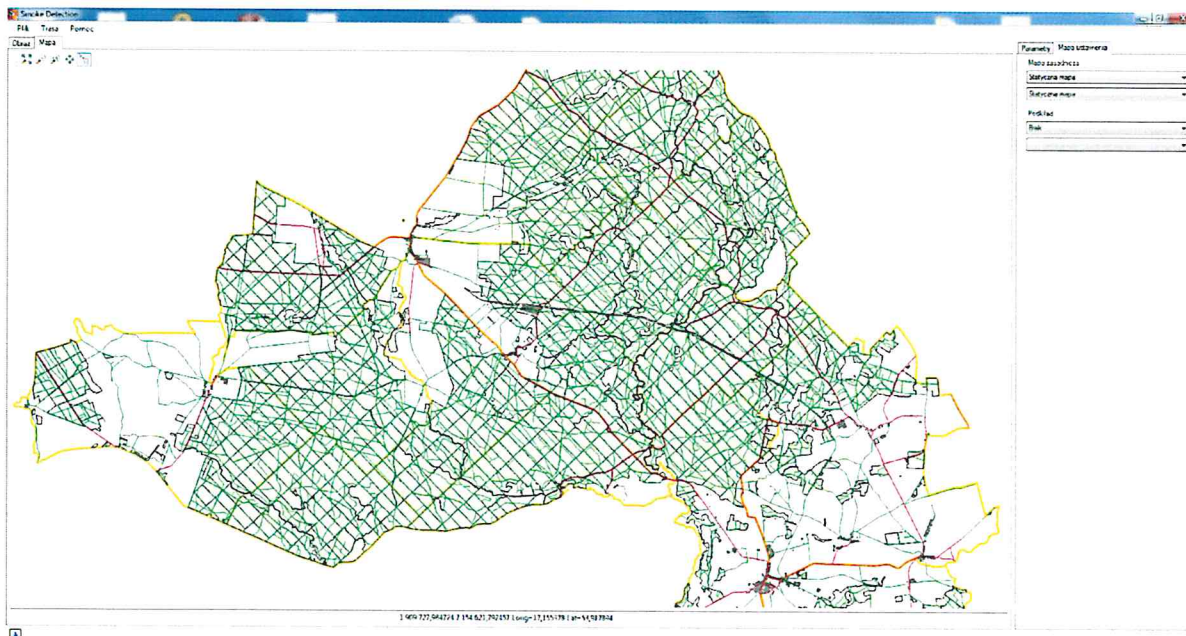 Smoke Detection
Plik Trasa Pomoc
Obraz Mapa
Parametry Mapa ustawienia
Mapa zasadnicza
Statyczna mapa
Statyczna mapa
Podkład
Brak